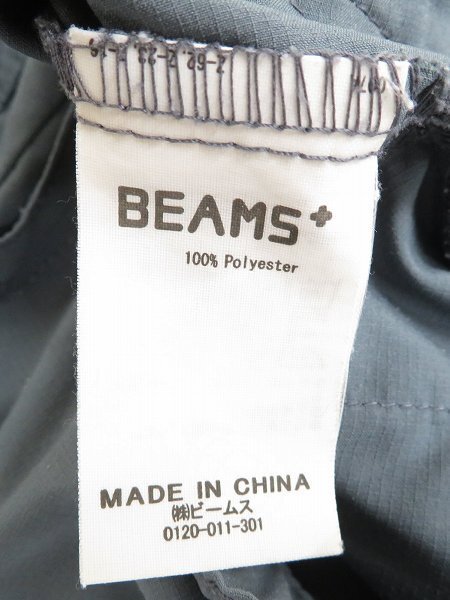 BEAMS+
100% Polyester
MADE IN CHINA
㈱ビームス
0120-011-301